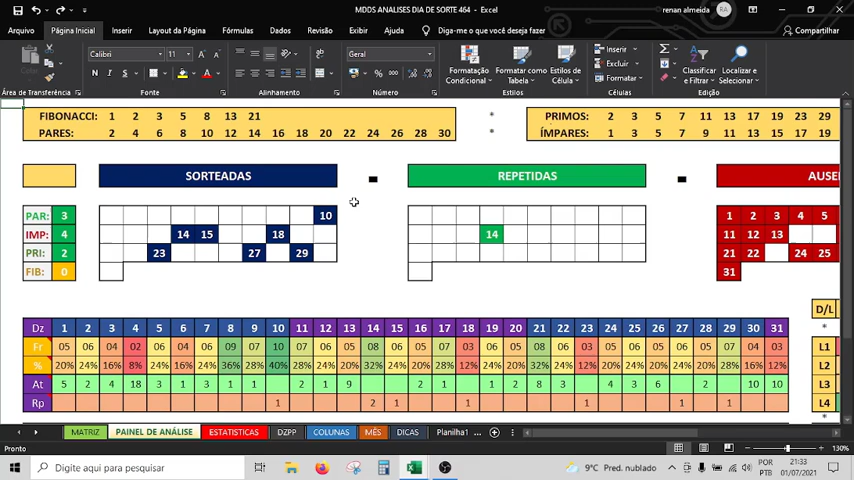 MDDS ANALISES DIA DE SORTE 464 - Excel
renan almeida RA
Arquivo Página Inicial Inserir Layout da Página Fórmulas Dados Revisão Exibir Ajuda Diga-me o que você deseja fazer Compartilhar
Colar Calibri 11 Geral
N I S
Formatação Condicional Formatar como Tabela Estilos de Célula
Inserir
Excluir
Formatar
Classificar e Filtrar Localizar e Selecionar
Área de Transferência Fonte Alinhamento Número Estilos Células Edição
FIBONACCI: 1 2 3 5 8 13 21 * PRIMOS: 2 3 5 7 11 13 17 19 23 29
PARES: 2 4 6 8 10 12 14 16 18 20 22 24 26 28 30 * ÍMPARES: 1 3 5 7 9 11 13 15 17 19
SORTEADAS - REPETIDAS - AUSE
PAR: 3 10 1 2 3 4 5
IMP: 4 14 15 18 14 11 12 13
PRI: 2 23 27 29 21 22 24 25
FIB: 0 31
D/L
Dz 1 2 3 4 5 6 7 8 9 10 11 12 13 14 15 16 17 18 19 20 21 22 23 24 25 26 27 28 29 30 31 *
Fr 05 06 04 02 06 04 06 09 07 10 07 06 05 08 06 05 07 03 06 05 08 06 03 05 06 05 06 05 07 04 03 L1
% 20% 24% 16% 8% 24% 16% 24% 36% 28% 40% 28% 24% 20% 32% 24% 20% 28% 12% 24% 20% 32% 24% 12% 20% 24% 20% 24% 20% 28% 16% 12% L2
At 5 2 4 18 3 1 3 1 1 2 1 9 2 1 2 1 2 8 3 4 3 6 2 10 10 L3
Rp 1 2 1 1 1 1 1 L4
*
MATRIZ PAINEL DE ANÁLISE ESTATISTICAS DZPP COLUNAS MÊS DICAS Planilha1 ...
Pronto 130%
Digite aqui para pesquisar 9°C Pred. nublado POR PTB 21:33 01/07/2021